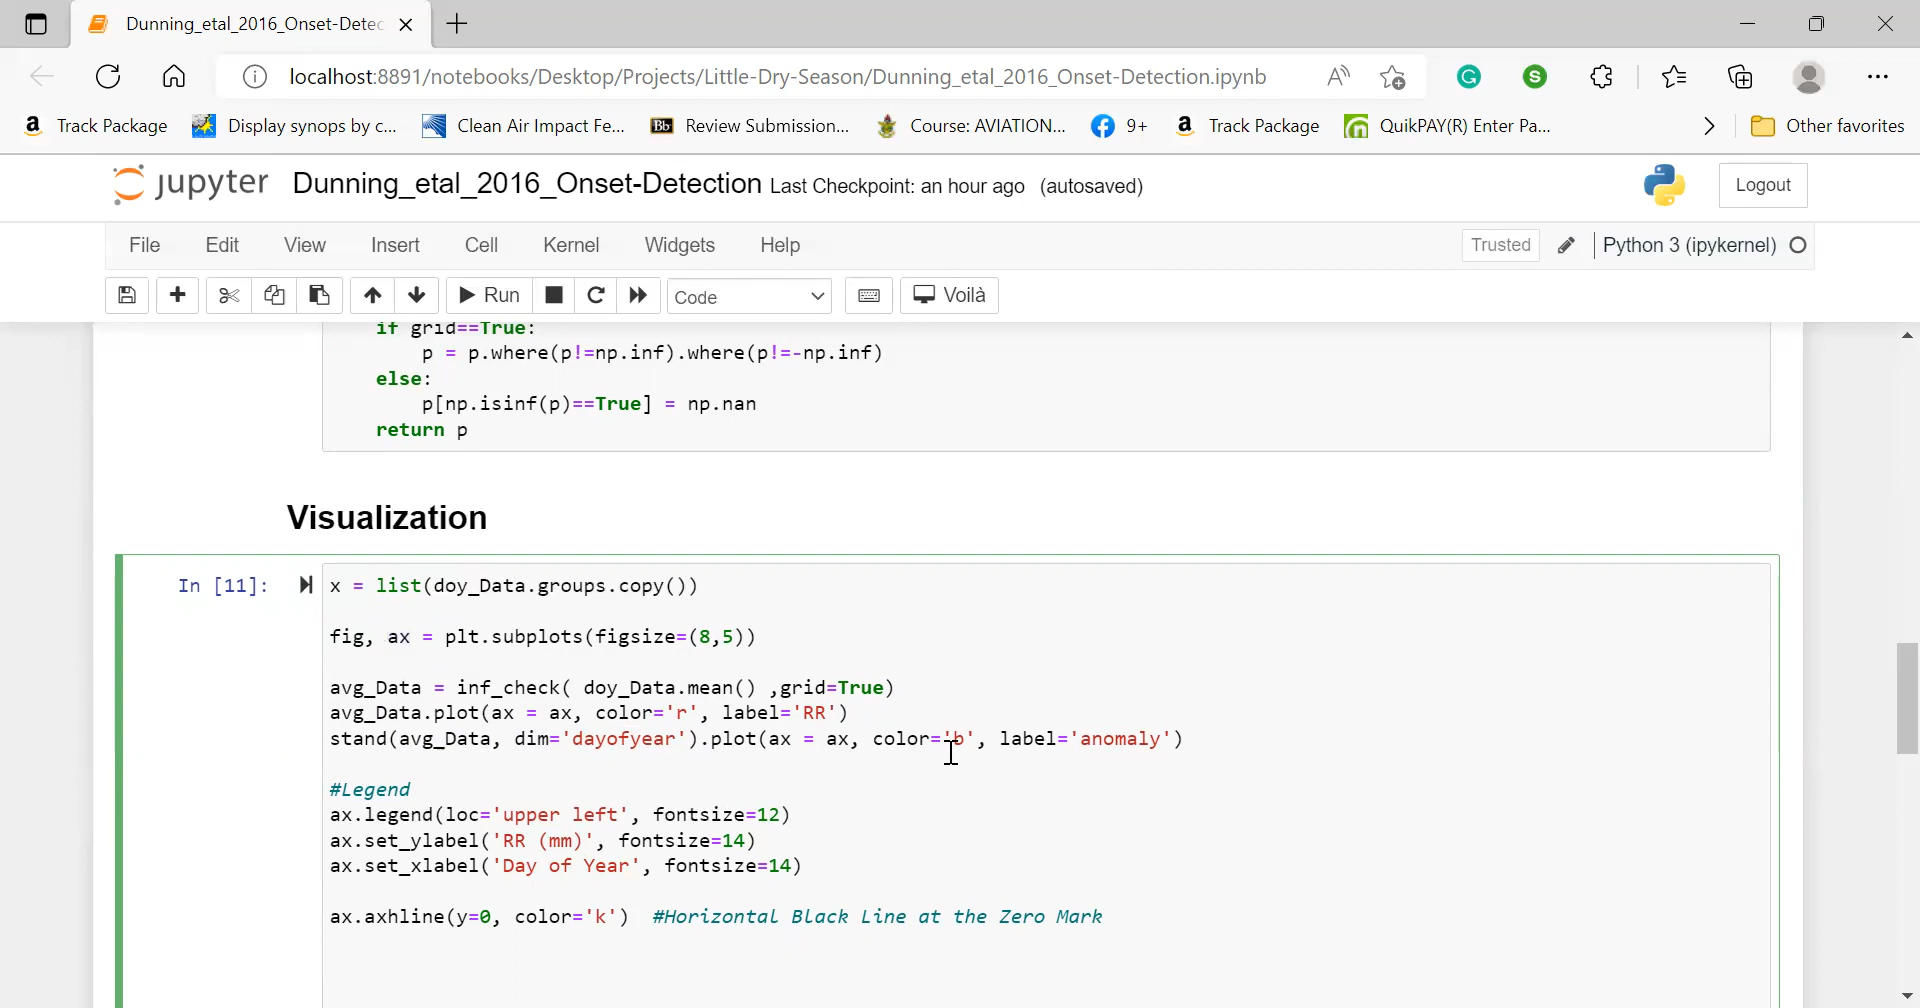 Dunning_etal_2016_Onset-Detec
localhost:8891/notebooks/Desktop/Projects/Little-Dry-Season/Dunning_etal_2016_Onset-Detection.ipynb
Track Package
Display synops by c...
Clean Air Impact Fe...
Bb Review Submission...
Course: AVIATION...
9+
Track Package
QuikPAY(R) Enter Pa...
Other favorites
jupyter Dunning_etal_2016_Onset-Detection Last Checkpoint: an hour ago (autosaved)
Logout
File Edit View Insert Cell Kernel Widgets Help
Trusted
Python 3 (ipykernel)
Run
Code
Voilà
if grid==True:
p = p.where(p!=np.inf).where(p!=-np.inf)
else:
p[np.isinf(p)==True] = np.nan
return p
Visualization
In [11]:
x = list(doy_Data.groups.copy())
fig, ax = plt.subplots(figsize=(8,5))
avg_Data = inf_check( doy_Data.mean() ,grid=True)
avg_Data.plot(ax = ax, color='r', label='RR')
stand(avg_Data, dim='dayofyear').plot(ax = ax, color='b', label='anomaly')
#Legend
ax.legend(loc='upper left', fontsize=12)
ax.set_ylabel('RR (mm)', fontsize=14)
ax.set_xlabel('Day of Year', fontsize=14)
ax.axhline(y=0, color='k') #Horizontal Black Line at the Zero Mark